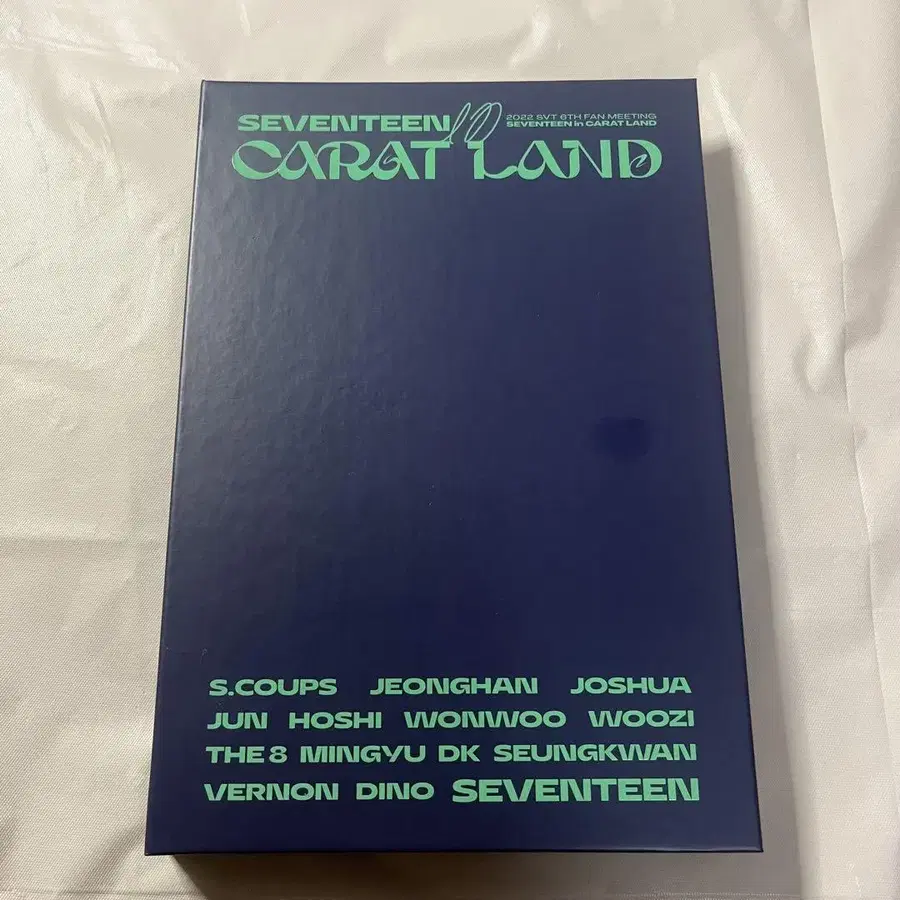 SEVENTEEN in
2022 SVT 6TH FAN MEETING
SEVENTEEN in CARAT LAND
CARAT LAND
S.COUPS JEONGHAN JOSHUA
JUN HOSHI WONWOO WOOZI
THE 8 MINGYU DK SEUNGKWAN
VERNON DINO SEVENTEEN